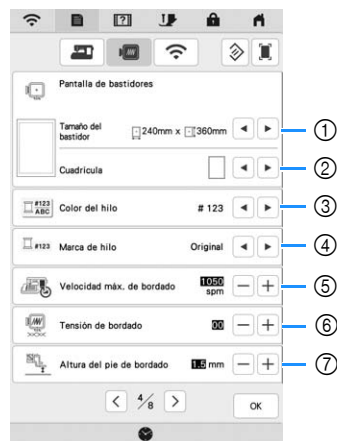 ?
Pantalla de bastidores
Tamaño del
bastidor
240mm x 360mm
1
Cuadrícula
2
#123
ABC
Color del hilo
# 123
3
#123
Marca de hilo
Original
4
Velocidad máx. de bordado
1050
spm
5
Tensión de bordado
00
6
Altura del pie de bordado
1.5 mm
7
4/8
OK